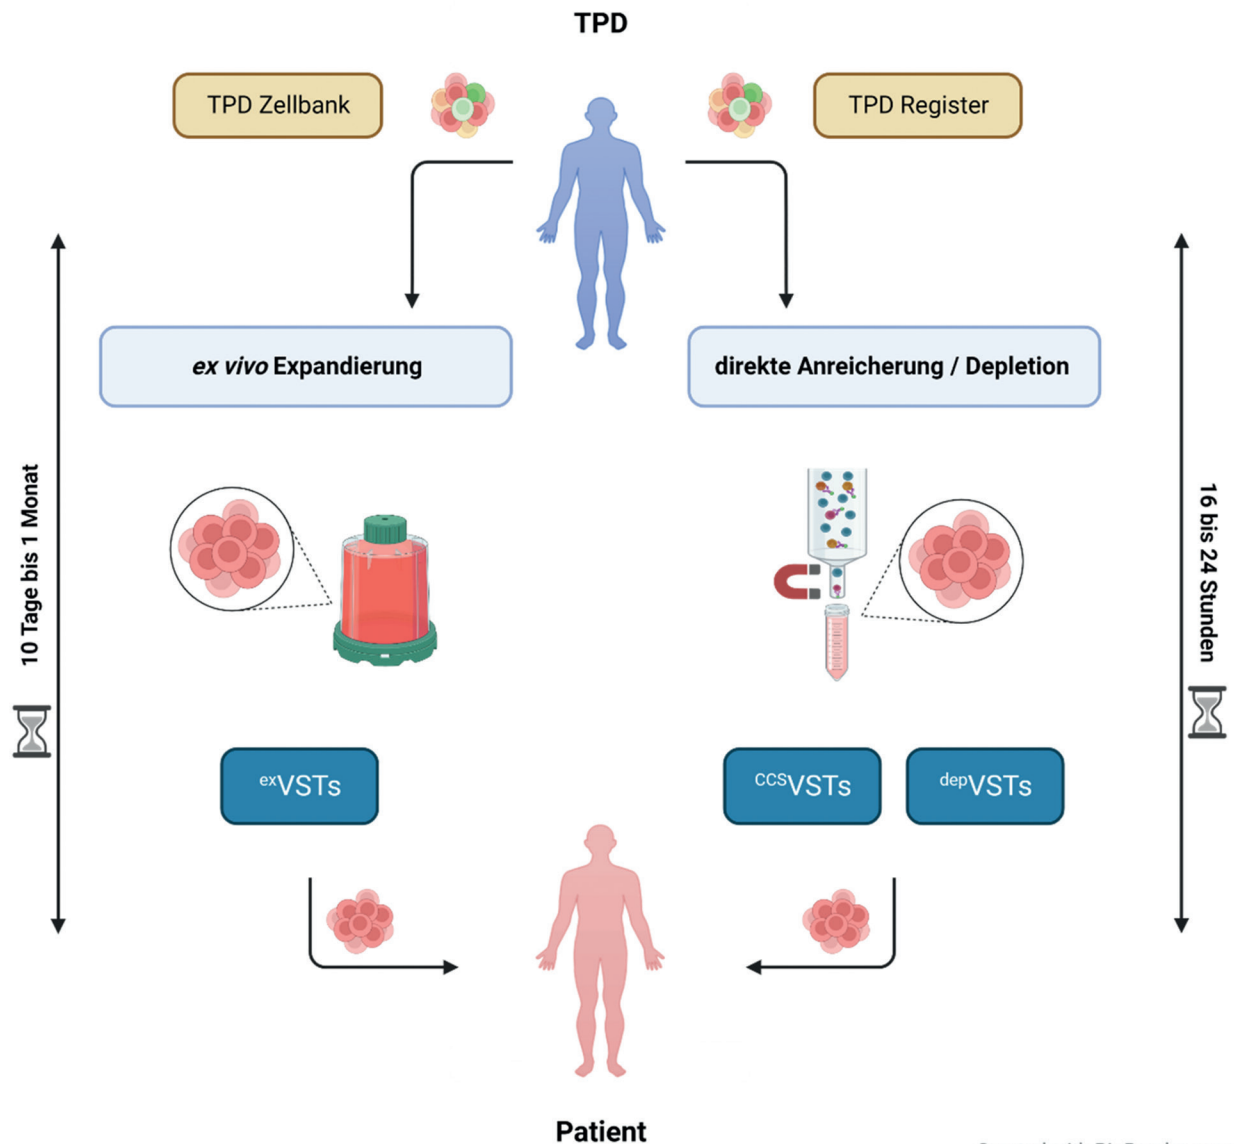 TPD
TPD Zellbank
TPD Register
ex vivo Expandierung
direkte Anreicherung / Depletion
10 Tage bis 1 Monat
16 bis 24 Stunden
exVSTs
CCSVSTs
depVSTs
Patient